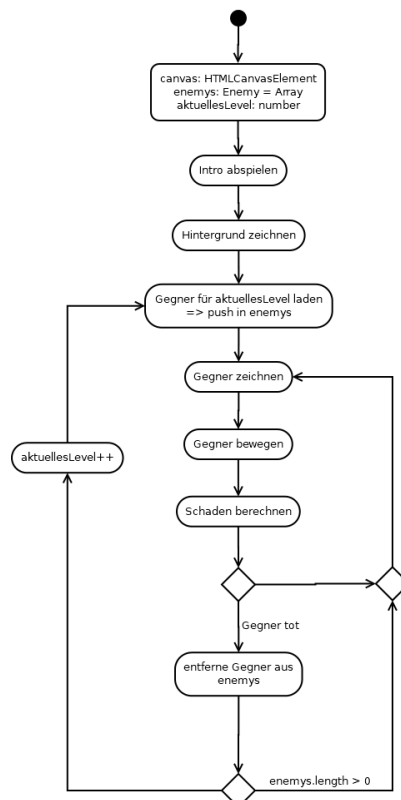 canvas: HTMLCanvasElement
enemys: Enemy = Array
aktuellesLevel: number
Intro abspielen
Hintergrund zeichnen
Gegner für aktuellesLevel laden
=> push in enemys
Gegner zeichnen
Gegner bewegen
aktuellesLevel++
Schaden berechnen
Gegner tot
entferne Gegner aus
enemys
enemys.length > 0